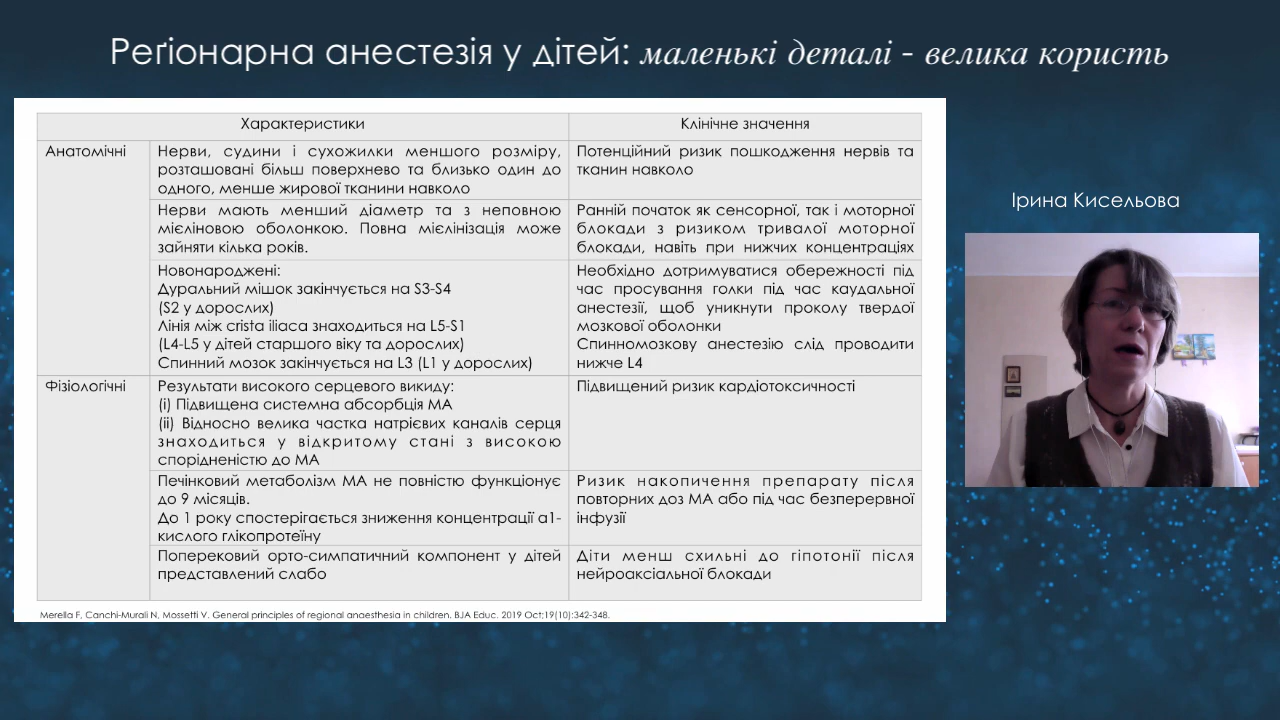 Реґіонарна анестезія у дітей: маленькі деталі - велика користь
Характеристики
Клінічне значення
Анатомічні
Нерви, судини і сухожилки меншого розміру,
розташовані більш поверхнево та близько один до
одного, менше жирової тканини навколо
Потенційний ризик пошкодження нервів та
тканин навколо
Нерви мають менший діаметр та з неповною
мієліновою оболонкою. Повна мієлінізація може
зайняти кілька років.
Ранній початок як сенсорної, так і моторної
блокади з ризиком тривалої моторної
блокади, навіть при нижчих концентраціях
Новонароджені:
Дуральний мішок закінчується на S3-S4
(S2 у дорослих)
Лінія між crista iliaca знаходиться на L5-S1
(L4-L5 у дітей старшого віку та дорослих)
Спинний мозок закінчується на L3 (L1 у дорослих)
Необхідно дотримуватися обережності під
час просування голки під час каудальної
анестезії, щоб уникнути проколу твердої
мозкової оболонки
Спинномозкову анестезію слід проводити
нижче L4
Фізіологічні
Результати високого серцевого викиду:
(i) Підвищена системна абсорбція МА
(ii) Відносно велика частка натрієвих каналів серця
знаходиться у відкритому стані з високою
спорідненістю до МА
Підвищений ризик кардіотоксичності
Печінковий метаболізм МА не повністю функціонує
до 9 місяців.
До 1 року спостерігається зниження концентрації α1-
кислого глікопротеїну
Ризик накопичення препарату після
повторних доз МА або під час безперервної
інфузії
Поперековий орто-симпатичний компонент у дітей
представлений слабо
Діти менш схильні до гіпотонії після
нейроаксіальної блокади
Merella F, Canchi-Murali N, Mossetti V. General principles of regional anaesthesia in children. BJA Educ. 2019 Oct;19(10):342-348.
Ірина Кисельова